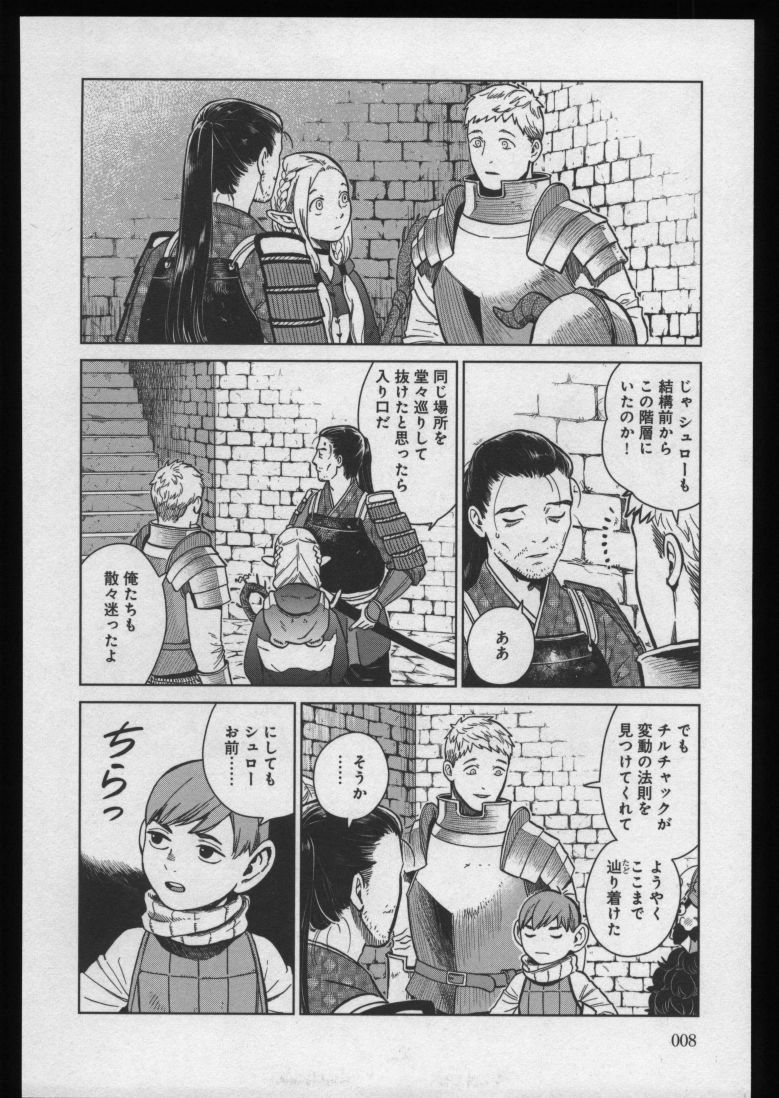 じゃシュローも
結構前から
この階層に
いたのか！
ああ
同じ場所を
堂々巡りして
抜けたと思ったら
入り口だ
俺たちも
散々迷ったよ
でも
チルチャックが
変動の法則を
見つけてくれて
ようやく
ここまで
辿り着けた
たど
そうか
……
にしても
シュロー
お前……
ちらっ
008